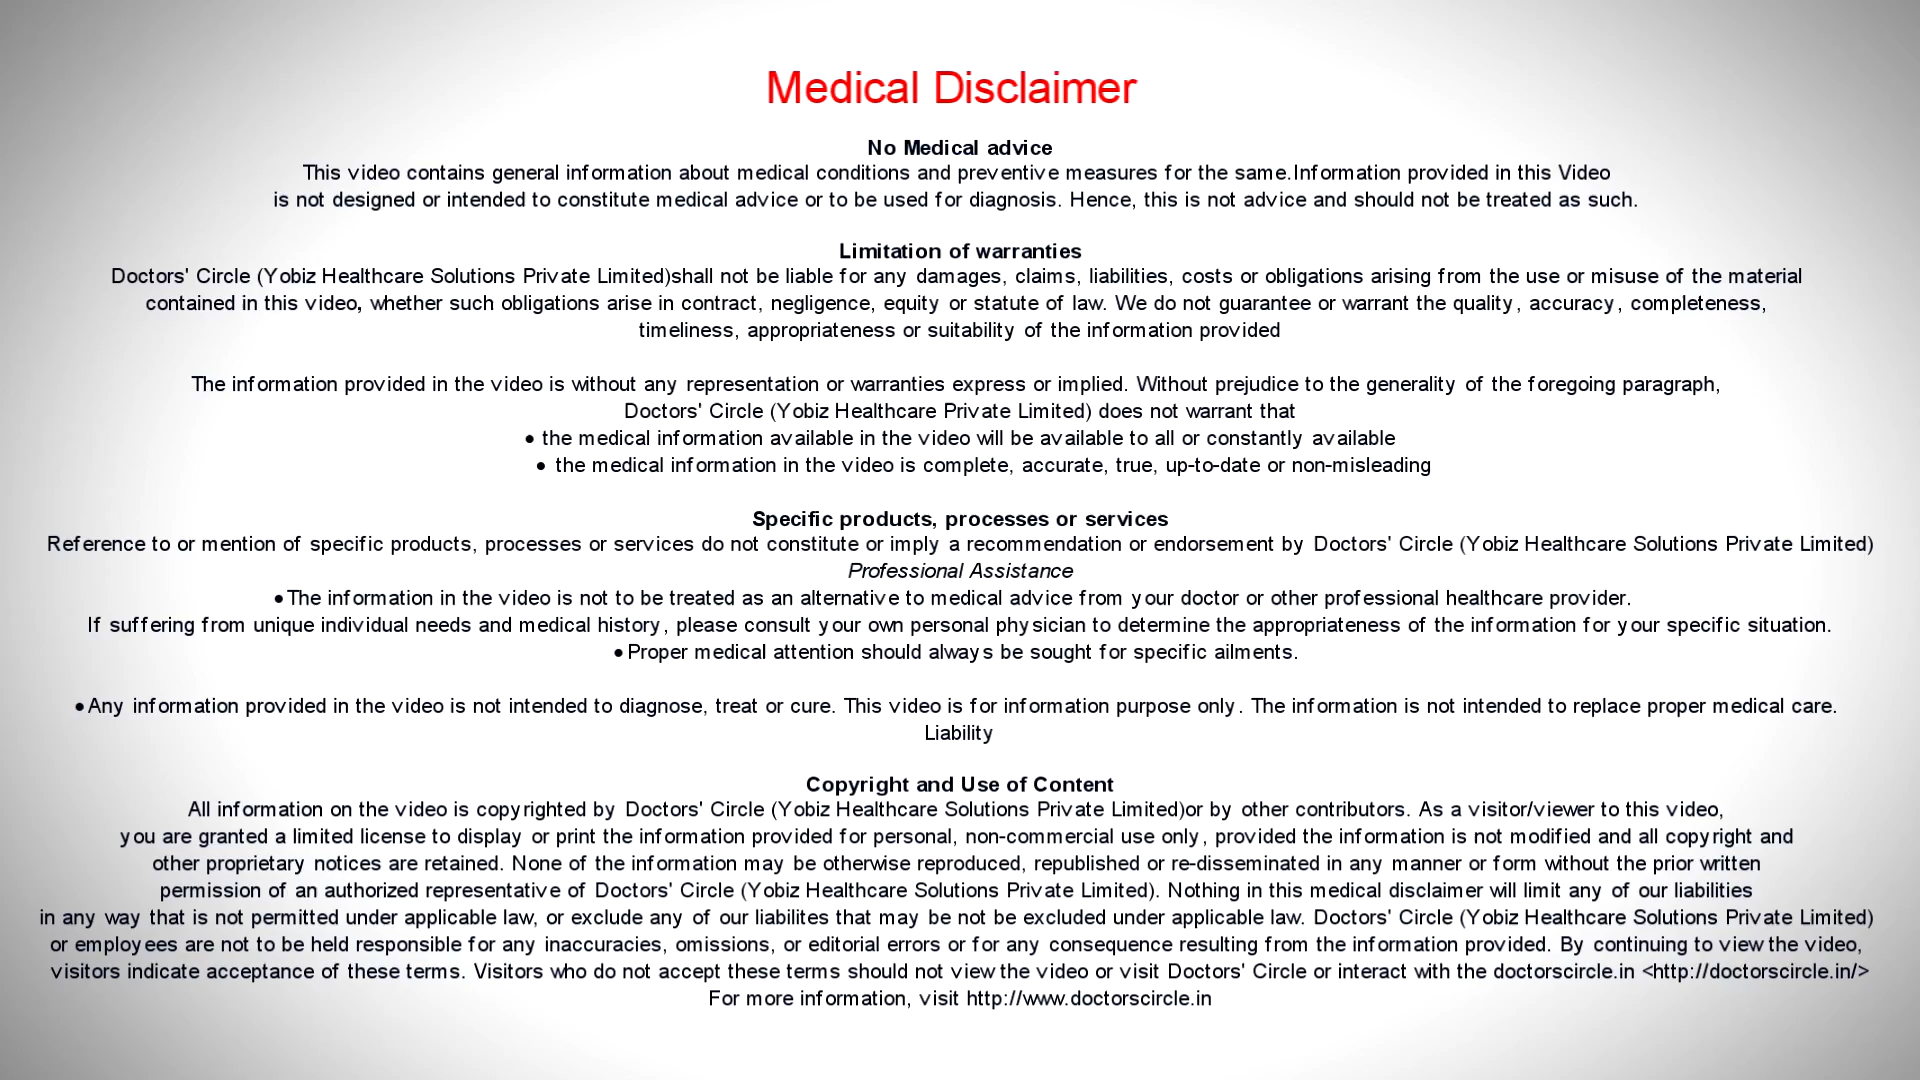 Medical Disclaimer
No Medical advice
This video contains general information about medical conditions and preventive measures for the same.Information provided in this Video
is not designed or intended to constitute medical advice or to be used for diagnosis. Hence, this is not advice and should not be treated as such.
Limitation of warranties
Doctors' Circle (Yobiz Healthcare Solutions Private Limited)shall not be liable for any damages, claims, liabilities, costs or obligations arising from the use or misuse of the material
contained in this video, whether such obligations arise in contract, negligence, equity or statute of law. We do not guarantee or warrant the quality, accuracy, completeness,
timeliness, appropriateness or suitability of the information provided
The information provided in the video is without any representation or warranties express or implied. Without prejudice to the generality of the foregoing paragraph,
Doctors' Circle (Yobiz Healthcare Private Limited) does not warrant that
• the medical information available in the video will be available to all or constantly available
• the medical information in the video is complete, accurate, true, up-to-date or non-misleading
Specific products, processes or services
Reference to or mention of specific products, processes or services do not constitute or imply a recommendation or endorsement by Doctors' Circle (Yobiz Healthcare Solutions Private Limited)
Professional Assistance
•The information in the video is not to be treated as an alternative to medical advice from your doctor or other professional healthcare provider.
If suffering from unique individual needs and medical history, please consult your own personal physician to determine the appropriateness of the information for your specific situation.
•Proper medical attention should always be sought for specific ailments.
•Any information provided in the video is not intended to diagnose, treat or cure. This video is for information purpose only. The information is not intended to replace proper medical care.
Liability
Copyright and Use of Content
All information on the video is copyrighted by Doctors' Circle (Yobiz Healthcare Solutions Private Limited)or by other contributors. As a visitor/viewer to this video,
you are granted a limited license to display or print the information provided for personal, non-commercial use only, provided the information is not modified and all copyright and
other proprietary notices are retained. None of the information may be otherwise reproduced, republished or re-disseminated in any manner or form without the prior written
permission of an authorized representative of Doctors' Circle (Yobiz Healthcare Solutions Private Limited). Nothing in this medical disclaimer will limit any of our liabilities
in any way that is not permitted under applicable law, or exclude any of our liabilites that may be not be excluded under applicable law. Doctors' Circle (Yobiz Healthcare Solutions Private Limited)
or employees are not to be held responsible for any inaccuracies, omissions, or editorial errors or for any consequence resulting from the information provided. By continuing to view the video,
visitors indicate acceptance of these terms. Visitors who do not accept these terms should not view the video or visit Doctors' Circle or interact with the doctorscircle.in <http://doctorscircle.in/>
For more information, visit http://www.doctorscircle.in